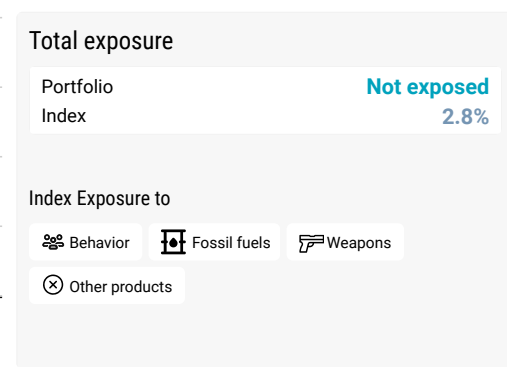 Total exposure
Portfolio Not exposed
Index 2.8%
Index Exposure to
Behavior Fossil fuels Weapons
Other products